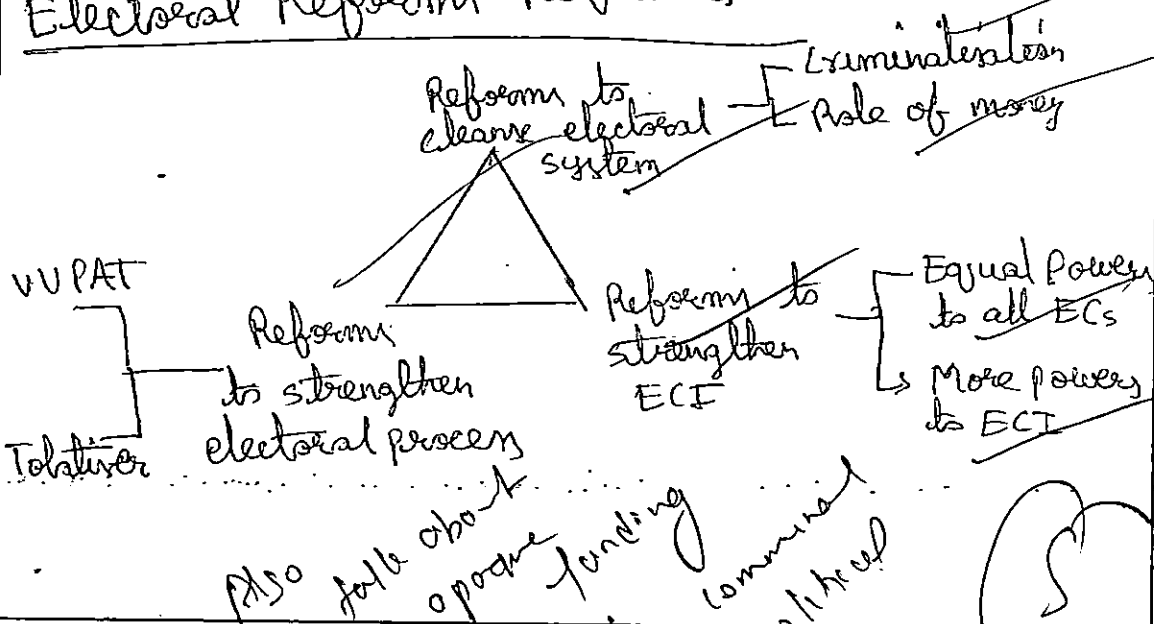 Electoral Reforms
Reforms to
cleanse electoral
system
Criminalisation
Role of money
VVPAT
Totaliser
Reforms
to strengthen
electoral process
Reforms to
strengthen
ECI
Equal Powers
to all ECs
More powers
to ECI
Also talk about
opaque funding
communal